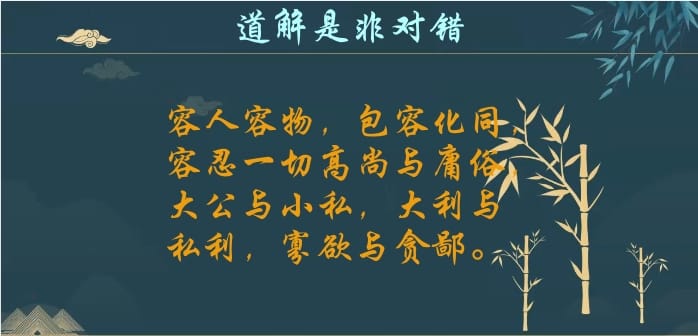 道解是非对错
容人容物，包容化同，
容忍一切高尚与庸俗，
大公与小私，大利与
私利，寡欲与贪鄙。